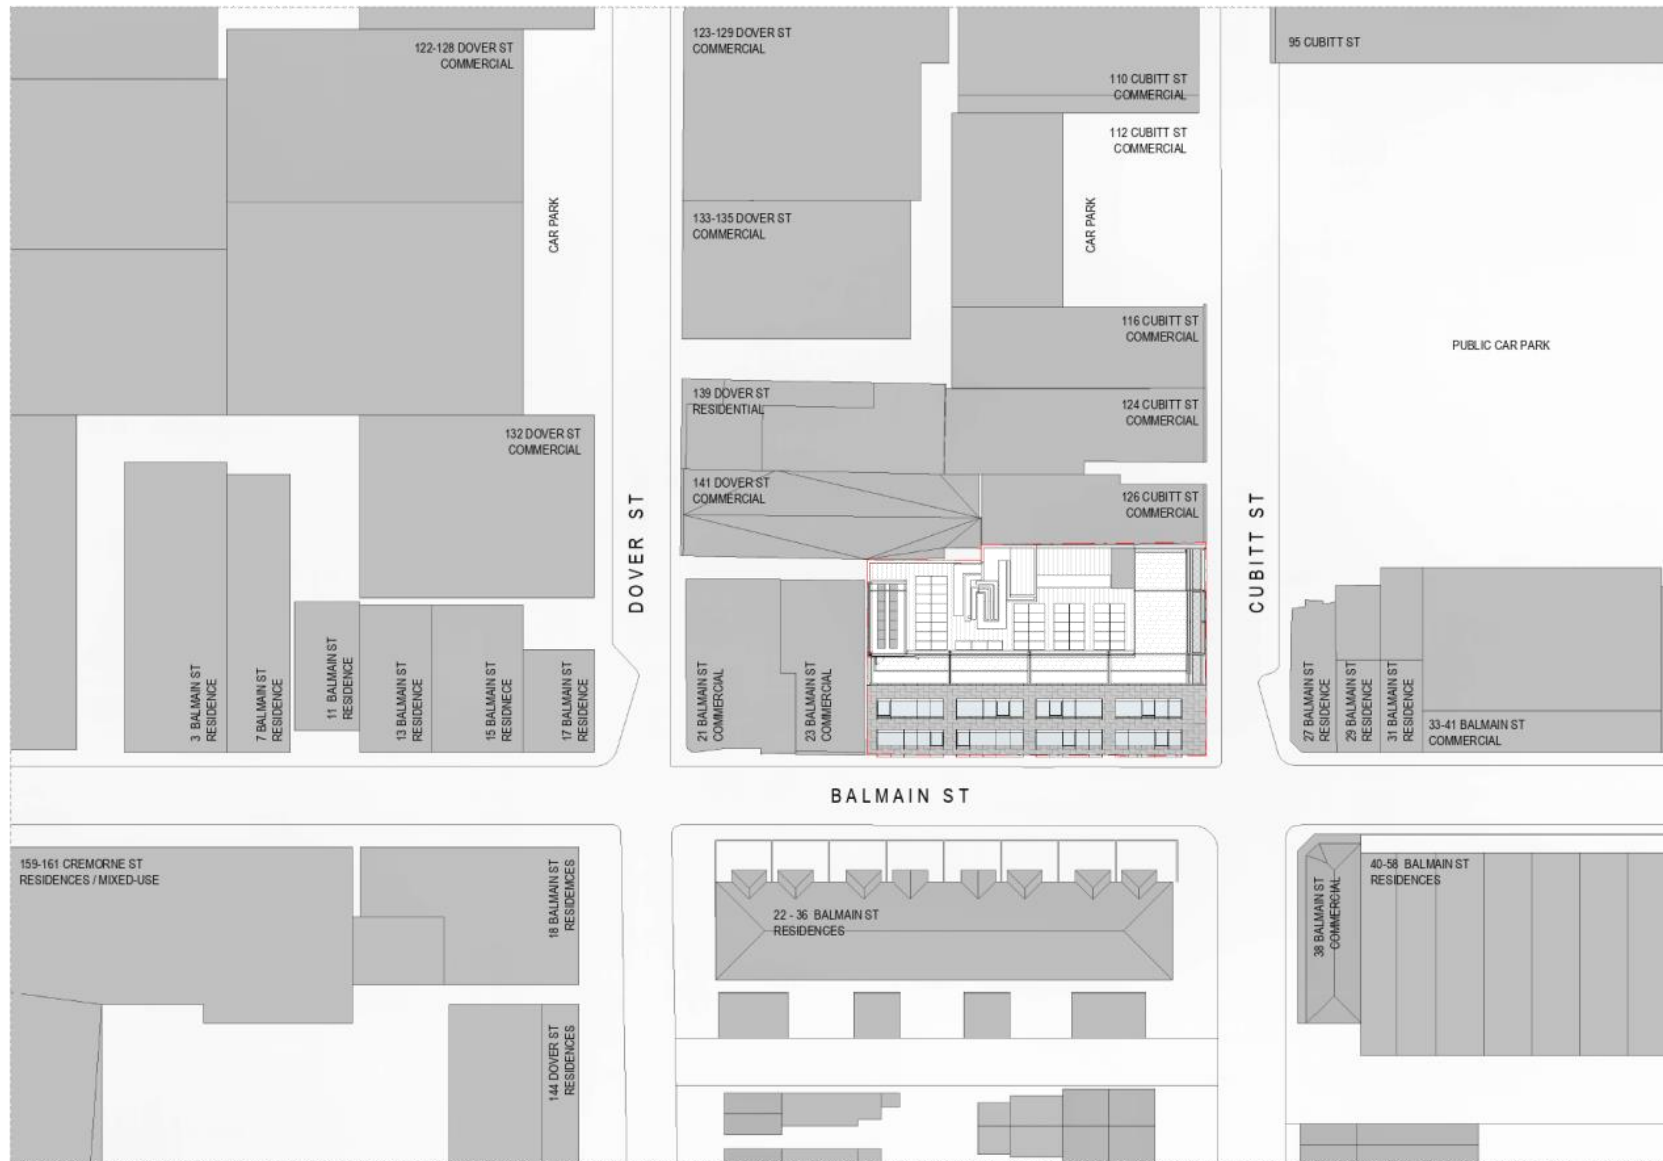 122-128 DOVER ST
COMMERCIAL
123-129 DOVER ST
COMMERCIAL
110 CUBITT ST
COMMERCIAL
95 CUBITT ST
112 CUBITT ST
COMMERCIAL
CAR PARK
133-135 DOVER ST
COMMERCIAL
CAR PARK
116 CUBITT ST
COMMERCIAL
PUBLIC CAR PARK
139 DOVER ST
RESIDENTIAL
124 CUBITT ST
COMMERCIAL
132 DOVER ST
COMMERCIAL
141 DOVER ST
COMMERCIAL
126 CUBITT ST
COMMERCIAL
DOVER ST
CUBITT ST
3 BALMAIN ST
RESIDENCE
7 BALMAIN ST
RESIDENCE
11 BALMAIN ST
RESIDENCE
13 BALMAIN ST
RESIDENCE
15 BALMAIN ST
RESIDNECE
17 BALMAIN ST
RESIDENCE
21 BALMAIN ST
COMMERCIAL
23 BALMAIN ST
COMMERCIAL
27 BALMAIN ST
RESIDENCE
29 BALMAIN ST
RESIDENCE
31 BALMAIN ST
RESIDENCE
33-41 BALMAIN ST
COMMERCIAL
BALMAIN ST
159-161 CREMORNE ST
RESIDENCES / MIXED-USE
18 BALMAIN ST
RESIDEMCES
22 - 36 BALMAIN ST
RESIDENCES
38 BALMAIN ST
COMMERCIAL
40-58 BALMAIN ST
RESIDENCES
144 DOVER ST
RESIDENCES